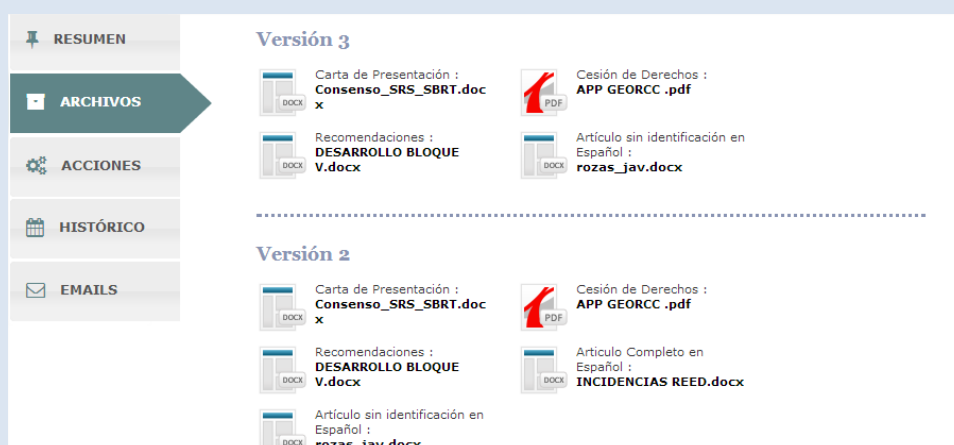 RESUMEN
ARCHIVOS
ACCIONES
HISTÓRICO
EMAILS
Versión 3
Carta de Presentación :
Consenso_SRS_SBRT.doc
x
DOCX
Cesión de Derechos :
APP GEORCC .pdf
PDF
Recomendaciones :
DESARROLLO BLOQUE
V.docx
DOCX
Artículo sin identificación en
Español :
rozas_jav.docx
DOCX
Versión 2
Carta de Presentación :
Consenso_SRS_SBRT.doc
x
DOCX
Cesión de Derechos :
APP GEORCC .pdf
PDF
Recomendaciones :
DESARROLLO BLOQUE
V.docx
DOCX
Articulo Completo en
Español :
INCIDENCIAS REED.docx
DOCX
Artículo sin identificación en
Español :
rozas_jav.docx
DOCX